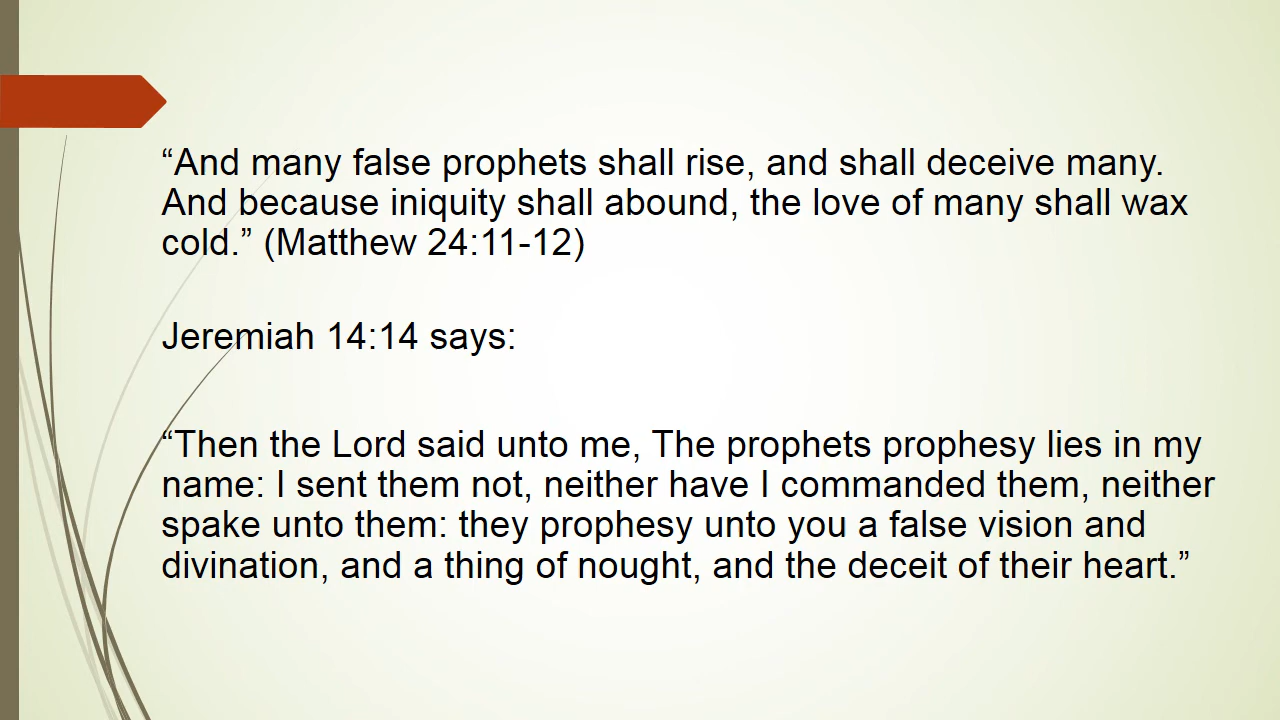 “And many false prophets shall rise, and shall deceive many.
And because iniquity shall abound, the love of many shall wax
cold.” (Matthew 24:11-12)
Jeremiah 14:14 says:
“Then the Lord said unto me, The prophets prophesy lies in my
name: I sent them not, neither have I commanded them, neither
spake unto them: they prophesy unto you a false vision and
divination, and a thing of nought, and the deceit of their heart.”